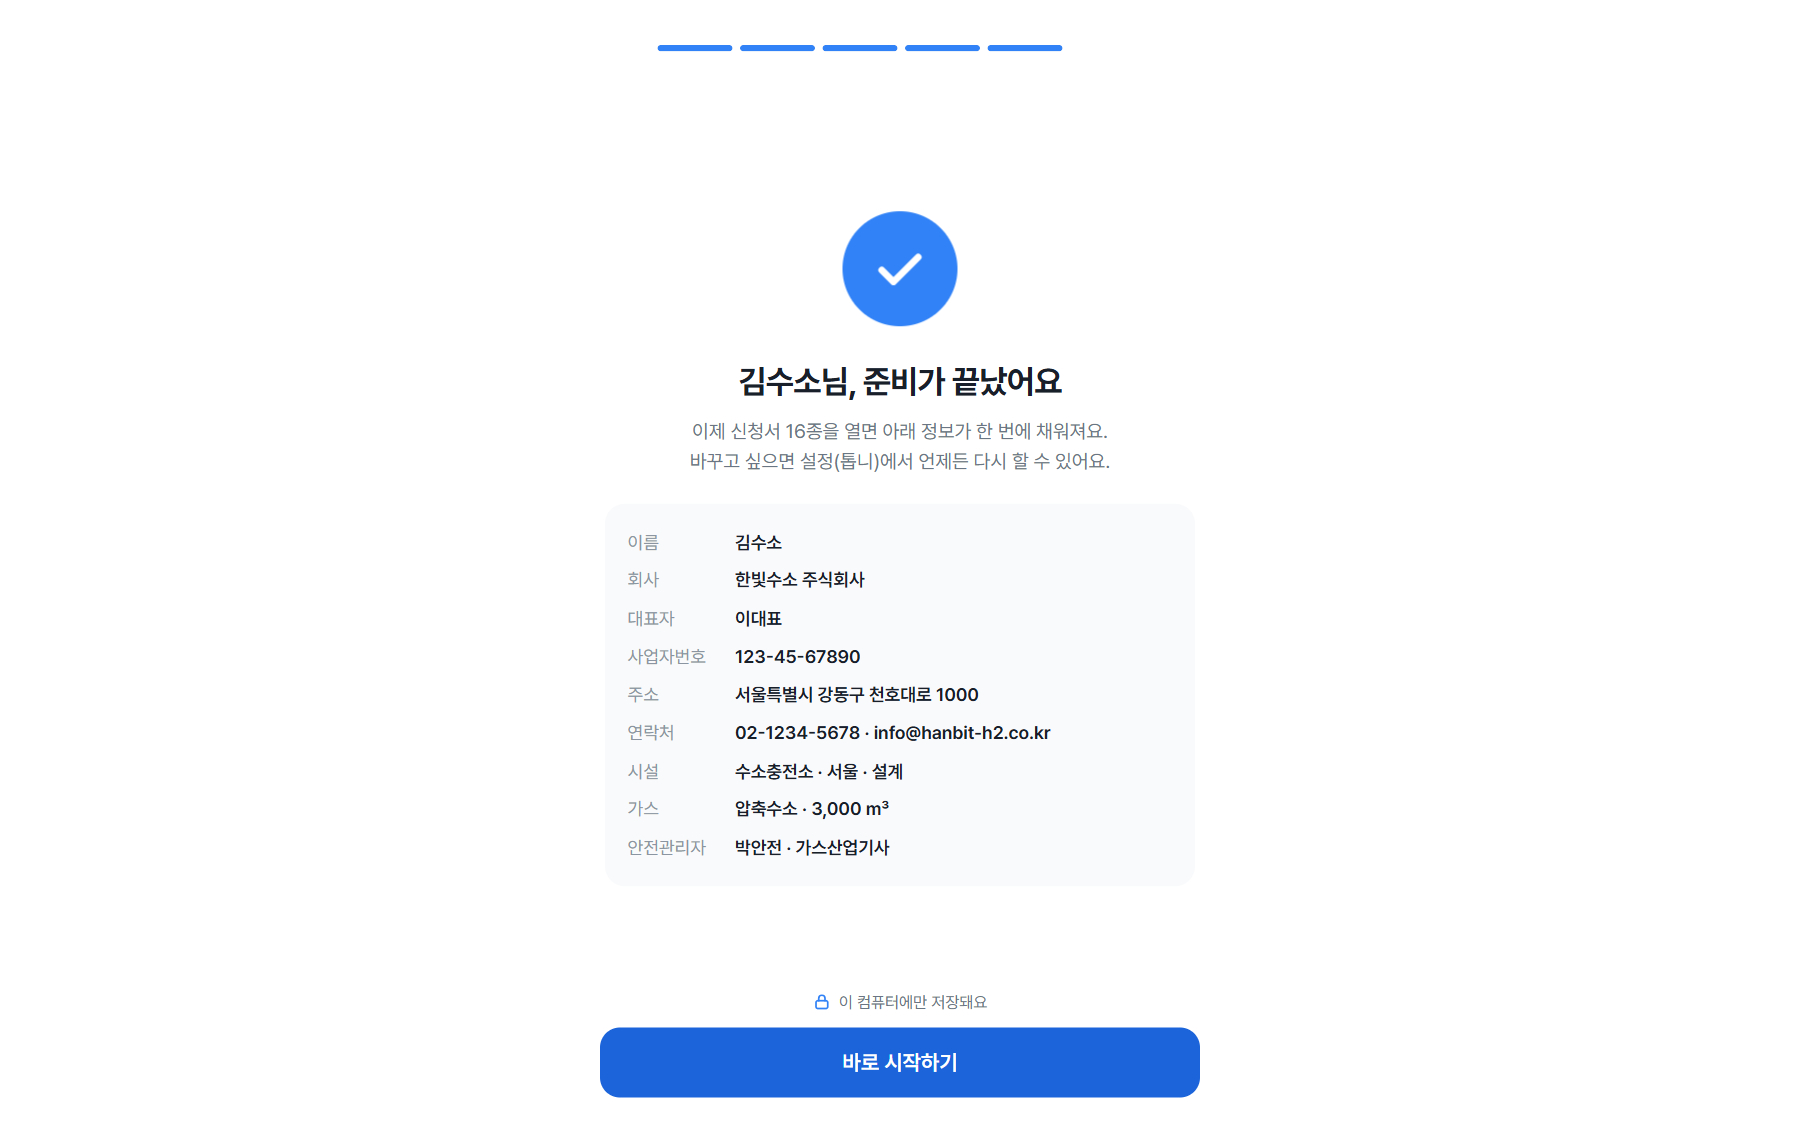 김수소님, 준비가 끝났어요
이제 신청서 16종을 열면 아래 정보가 한 번에 채워져요.
바꾸고 싶으면 설정(톱니)에서 언제든 다시 할 수 있어요.
이름 김수소
회사 한빛수소 주식회사
대표자 이대표
사업자번호 123-45-67890
주소 서울특별시 강동구 천호대로 1000
연락처 02-1234-5678 · info@hanbit-h2.co.kr
시설 수소충전소 · 서울 · 설계
가스 압축수소 · 3,000 m³
안전관리자 박안전 · 가스산업기사
이 컴퓨터에만 저장돼요
바로 시작하기